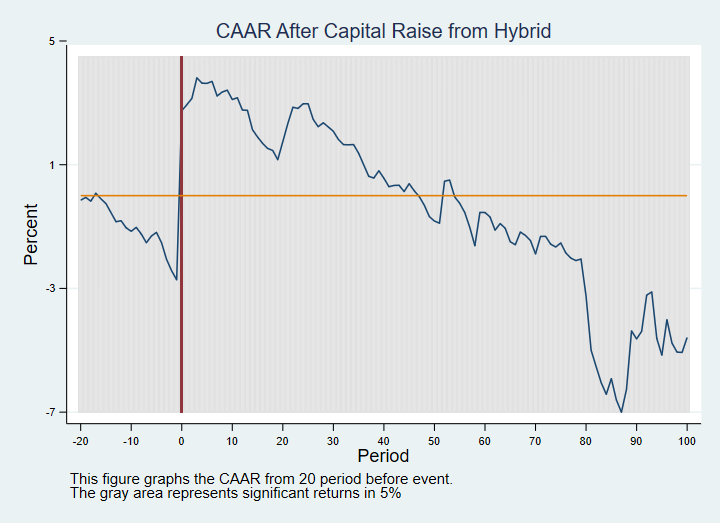 CAAR After Capital Raise from Hybrid
5
1
-3
-7
Percent
-20 -10 0 10 20 30 40 50 60 70 80 90 100
Period
This figure graphs the CAAR from 20 period before event.
The gray area represents significant returns in 5%